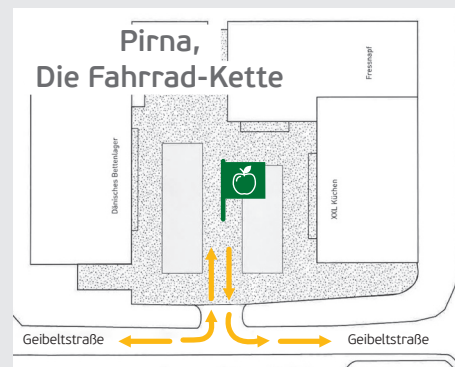 Pirna,
Die Fahrrad-Kette
Fressnapf
Dänisches Bettenlager
XXL Küchen
Geibeltstraße
Geibeltstraße